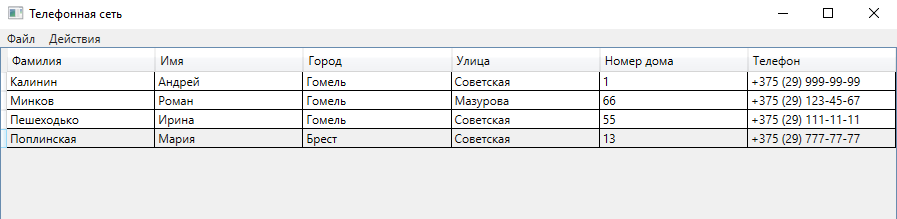 Телефонная сеть
Файл Действия
Фамилия Имя Город Улица Номер дома Телефон
Калинин Андрей Гомель Советская 1 +375 (29) 999-99-99
Минков Роман Гомель Мазурова 66 +375 (29) 123-45-67
Пешеходько Ирина Гомель Советская 55 +375 (29) 111-11-11
Поплинская Мария Брест Советская 13 +375 (29) 777-77-77